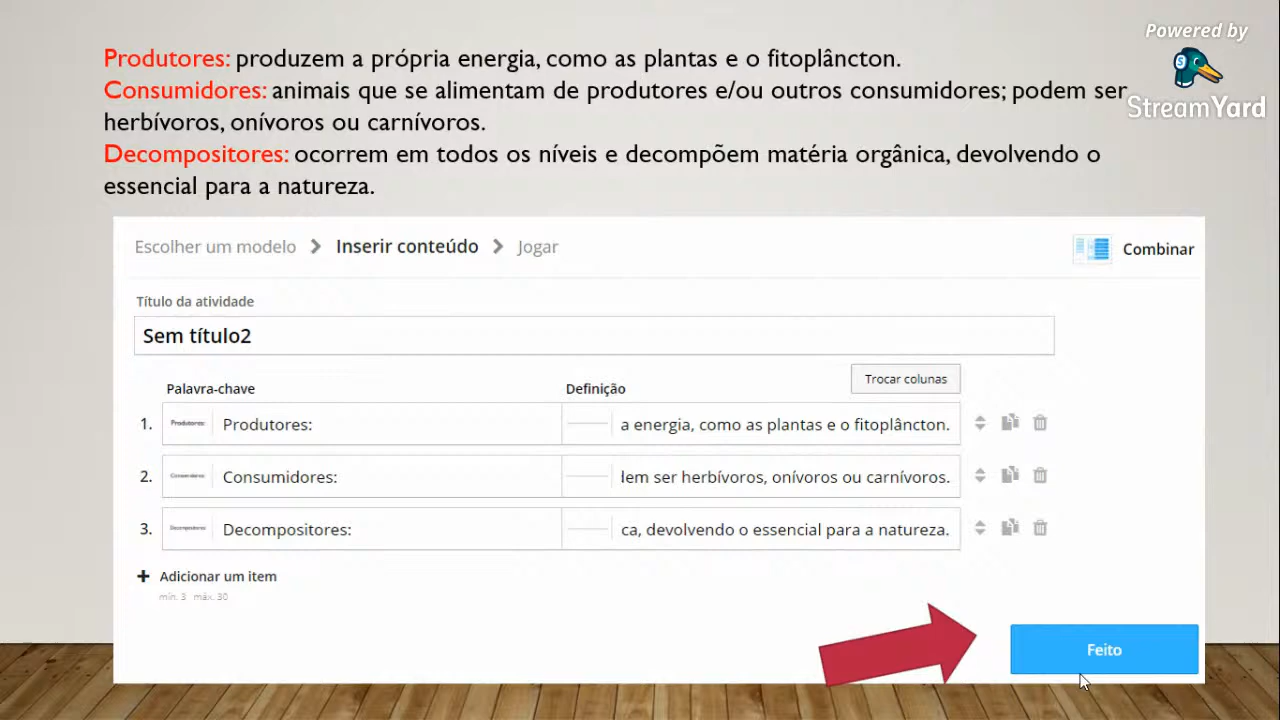 Powered by
StreamYard
Produtores: produzem a própria energia, como as plantas e o fitoplâncton.
Consumidores: animais que se alimentam de produtores e/ou outros consumidores; podem ser
herbívoros, onívoros ou carnívoros.
Decompositores: ocorrem em todos os níveis e decompõem matéria orgânica, devolvendo o
essencial para a natureza.
Escolher um modelo > Inserir conteúdo > Jogar
Combinar
Título da atividade
Sem título2
Palavra-chave Definição Trocar colunas
1. Produtores: Produtores: a energia, como as plantas e o fitoplâncton.
2. Consumidores: Consumidores: lem ser herbívoros, onívoros ou carnívoros.
3. Decompositores: Decompositores: ca, devolvendo o essencial para a natureza.
+ Adicionar um item
mín. 3 máx. 30
Feito